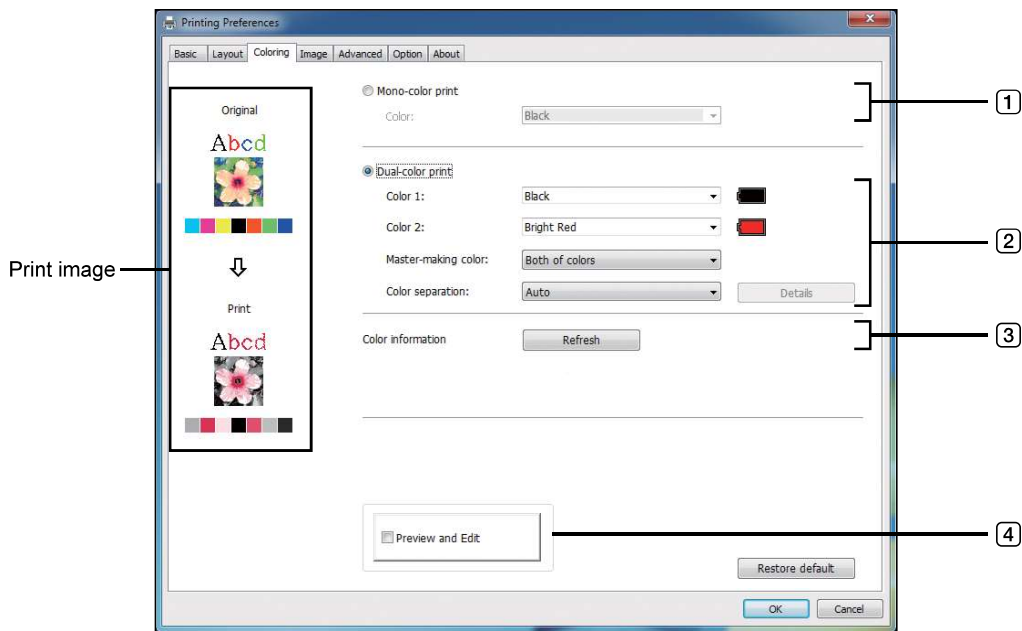 Printing Preferences
Basic Layout Coloring Image Advanced Option About
Print image
Original
Abcd
Print
Abcd
Mono-color print
Color: Black
1
Dual-color print
Color 1: Black
Color 2: Bright Red
Master-making color: Both of colors
Color separation: Auto Details
2
Color information Refresh
3
Preview and Edit
4
Restore default
OK Cancel